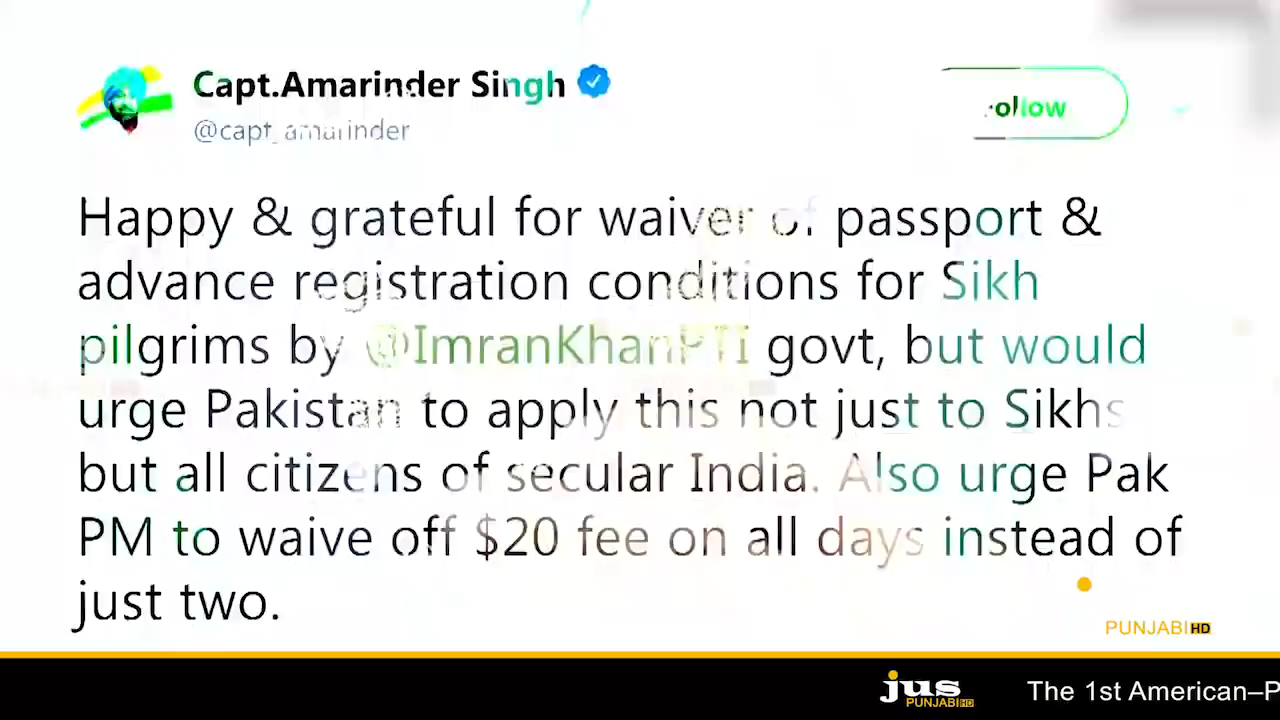 Capt.Amarinder Singh
@capt_amarinder
ollow
Happy & grateful for waiver of passport &
advance registration conditions for Sikh
pilgrims by @ImranKhanPTI govt, but would
urge Pakistan to apply this not just to Sikhs
but all citizens of secular India. Also urge Pak
PM to waive off $20 fee on all days instead of
just two.
PUNJABI HD
jus
PUNJABI HD
The 1st American–P